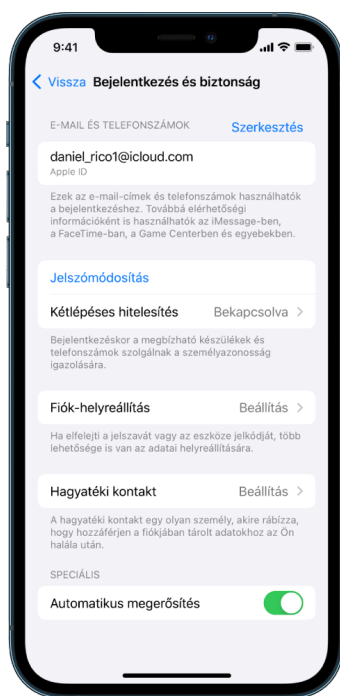 9:41
Vissza Bejelentkezés és biztonság
E-MAIL ÉS TELEFONSZÁMOK Szerkesztés
daniel_rico1@icloud.com
Apple ID
Ezek az e-mail-címek és telefonszámok használhatók
a bejelentkezéshez. Továbbá elérhetőségi
információkónt is használhatók az iMessage-ben,
a FaceTime-ban, a Game Centerben és egyebekben.
Jelszómódosítás
Kétlépéses hitelesítés Bekapcsolva
Bejelentkezéskor a megbízható készülékek és
telefonszámok szolgálnak a személyazonosság
igazolására.
Fiók-helyreállítás Beállítás
Ha elfelejti a jelszavát vagy az eszköze jelkódját, több
lehetősége is van az adatai helyreállítására.
Hagyatéki kontakt Beállítás
A hagyatéki kontakt egy olyan személy, akire rábízza,
hogy hozzáférjen a fiókjában tárolt adatokhoz az Ön
halála után.
SPECIÁLIS
Automatikus megerősítés